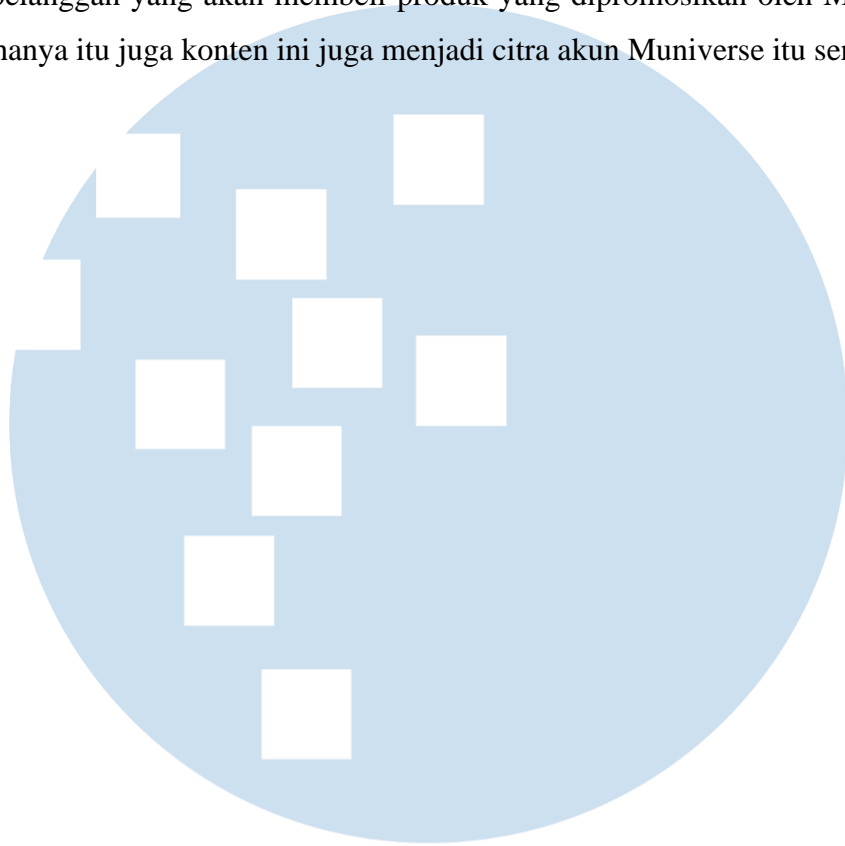 pelanggan yang akan membeli produk yang dipromosikan oleh M
hanya itu juga konten ini juga menjadi citra akun Muniverse itu ser